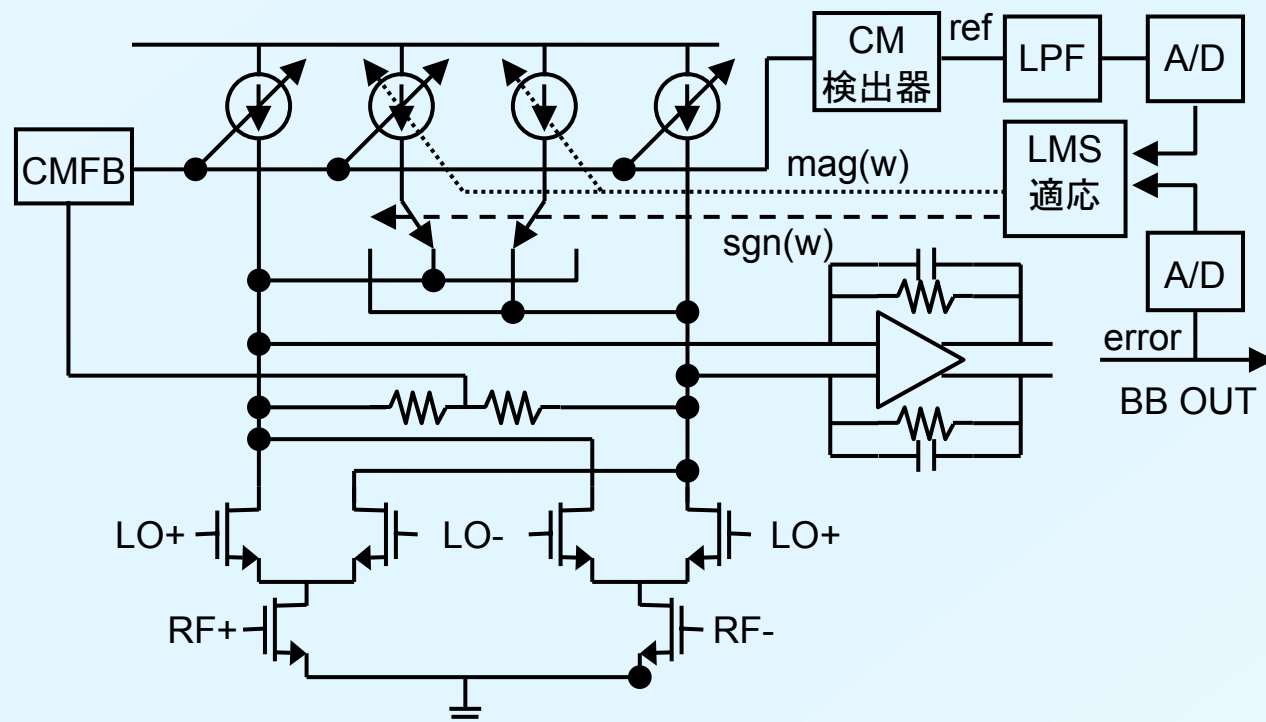 CM
検出器
ref
LPF
A/D
CMFB
LMS
適応
mag(w)
sgn(w)
A/D
error
BB OUT
LO+
LO-
LO+
RF+
RF-